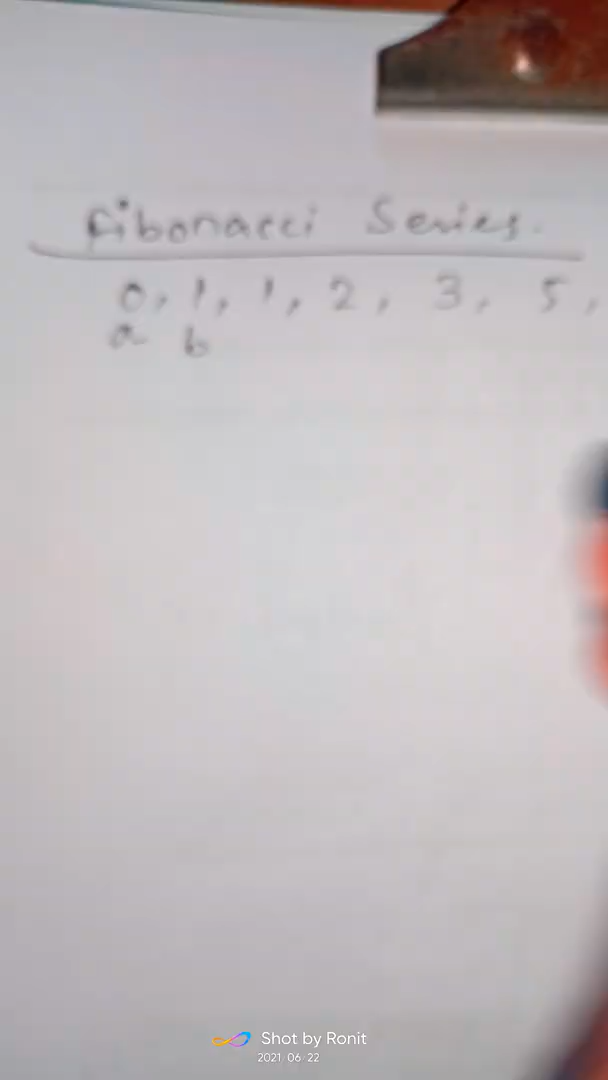 Fibonacci Series.
0, 1, 1, 2, 3, 5,
a b
Shot by Ronit
2021/06/22